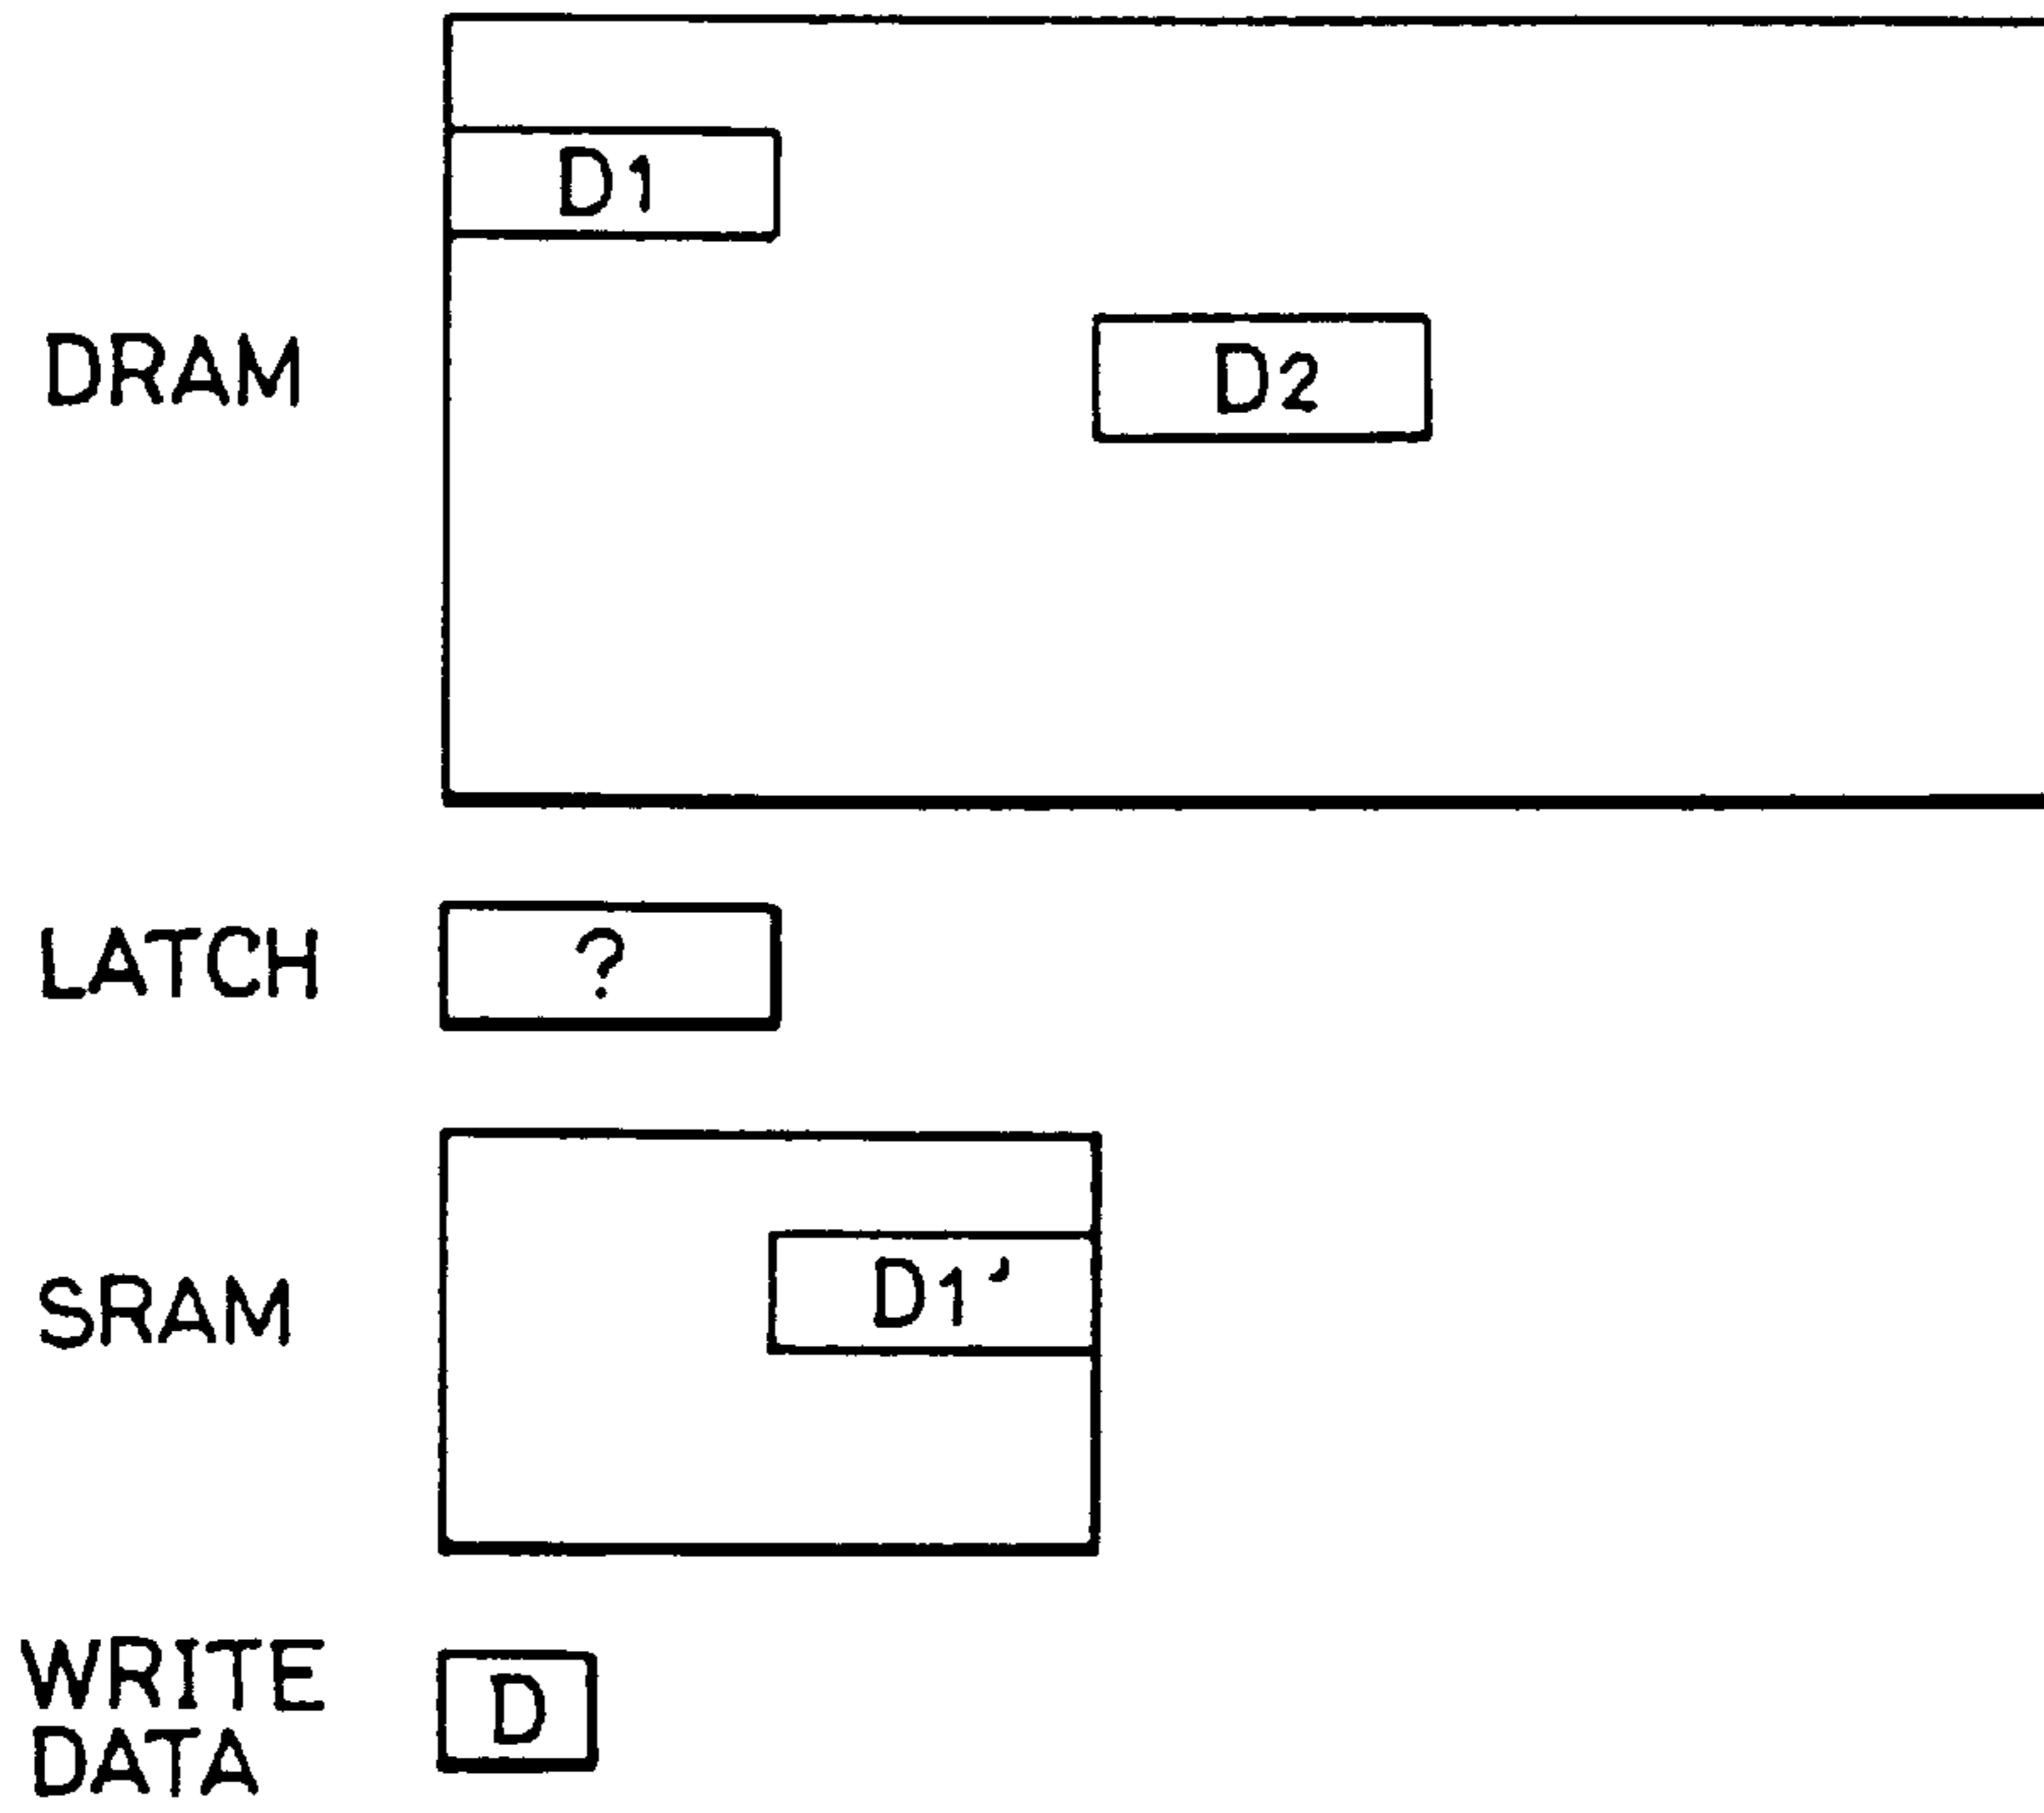 D1
DRAM
D2
LATCH
?
SRAM
D1'
WRITE
DATA
D